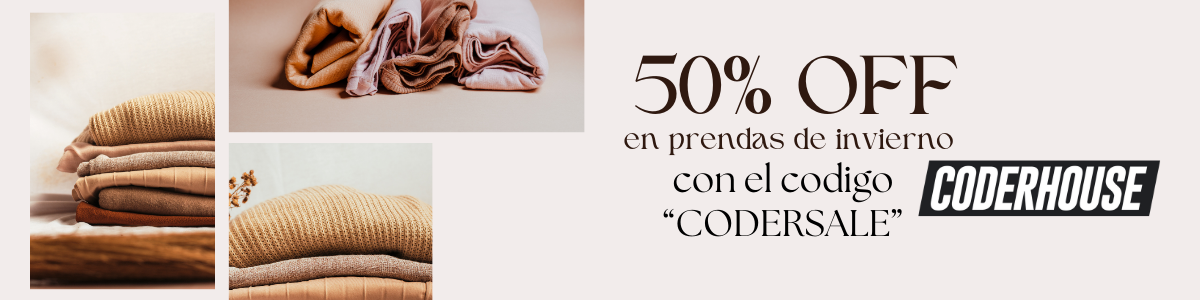 50% OFF
en prendas de invierno
con el codigo
“CODERSALE”
CODERHOUSE